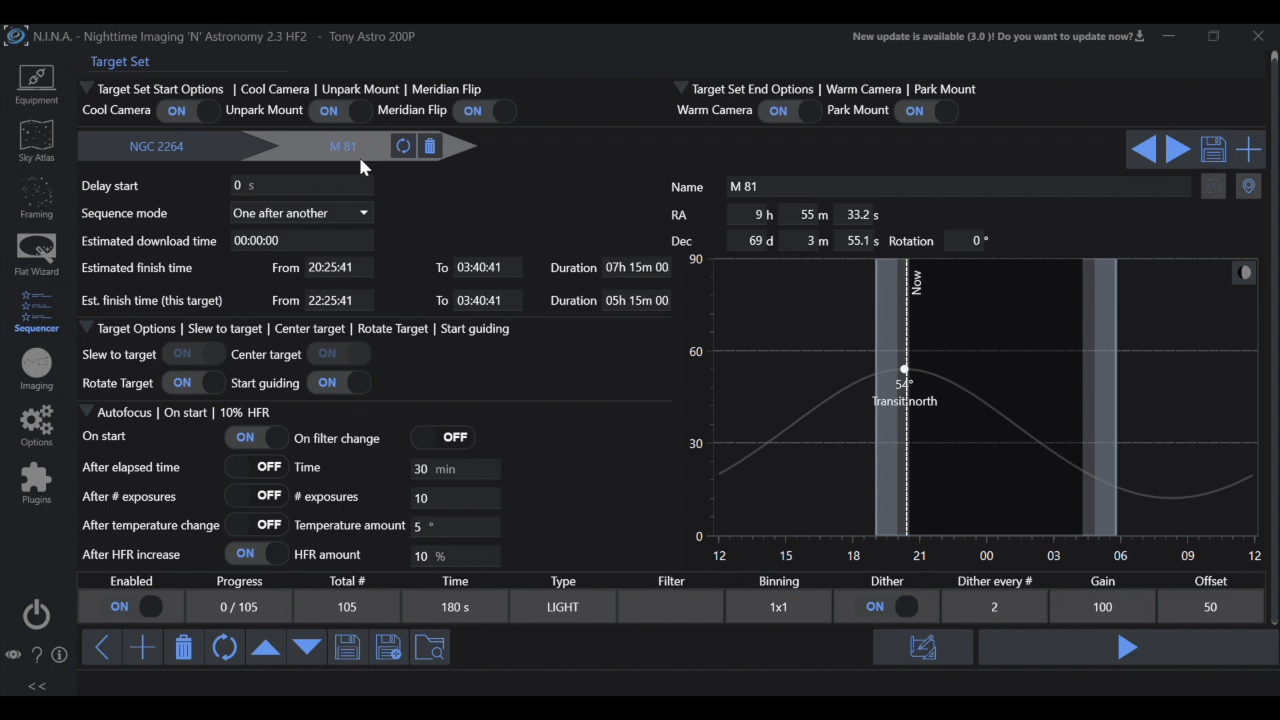 N.I.N.A. - Nighttime Imaging 'N' Astronomy 2.3 HF2 - Tony Astro 200P
New update is available (3.0 )! Do you want to update now?
Equipment
Sky Atlas
Framing
Flat Wizard
Sequencer
Imaging
Options
Plugins
<<
Target Set
Target Set Start Options | Cool Camera | Unpark Mount | Meridian Flip
Cool Camera ON Unpark Mount ON Meridian Flip ON
Target Set End Options | Warm Camera | Park Mount
Warm Camera ON Park Mount ON
NGC 2264 M 81
Delay start 0 s
Sequence mode One after another
Estimated download time 00:00:00
Estimated finish time From 20:25:41 To 03:40:41 Duration 07h 15m 00
Est. finish time (this target) From 22:25:41 To 03:40:41 Duration 05h 15m 00
Target Options | Slew to target | Center target | Rotate Target | Start guiding
Slew to target ON Center target ON
Rotate Target ON Start guiding ON
Autofocus | On start | 10% HFR
On start ON On filter change OFF
After elapsed time OFF Time 30 min
After # exposures OFF # exposures 10
After temperature change OFF Temperature amount 5 °
After HFR increase ON HFR amount 10 %
Name M 81
RA 9 h 55 m 33.2 s
Dec 69 d 3 m 55.1 s Rotation 0 °
90
60
30
0
Now
54°
Transit north
12 15 18 21 00 03 06 09 12
Enabled Progress Total # Time Type Filter Binning Dither Dither every # Gain Offset
ON 0 / 105 105 180 s LIGHT 1x1 ON 2 100 50